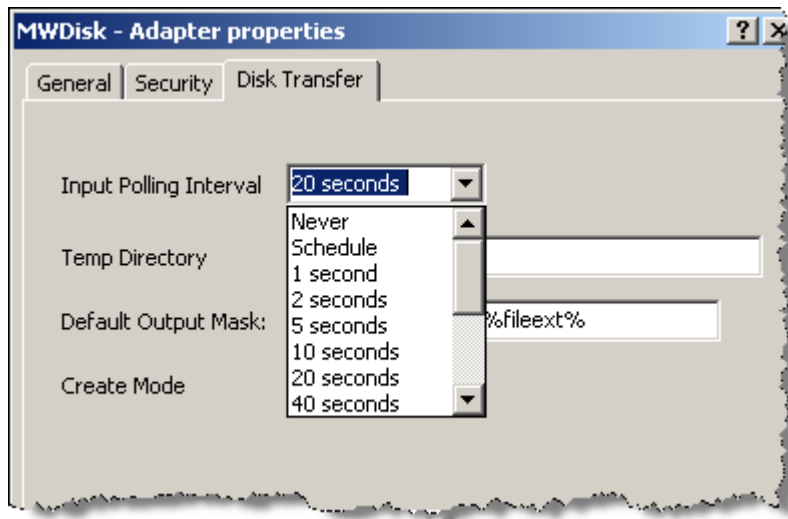 MWDisk - Adapter properties
General Security Disk Transfer
Input Polling Interval 20 seconds
Never
Schedule
1 second
Temp Directory
2 seconds
Default Output Mask: 5 seconds %fileext%
10 seconds
20 seconds
Create Mode
40 seconds